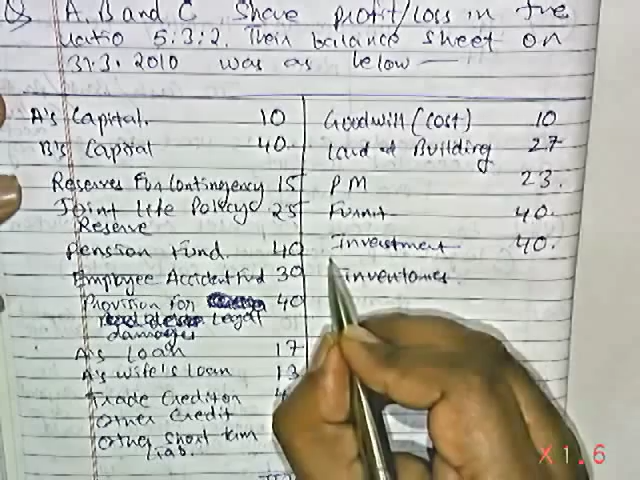 Q A, B and C Share profit/loss in the
ratio 5:3:2. Their balance sheet on
31.3.2010 was as below —
A's Capital. 10
B's Capital 40
Reserves For Contingency 15
Joint Life Policy 25
Reserve
Pension Fund. 40
Employee Accident Fund 30
Provision for 40
Legal
damages
A's Loan 17
A's wife's Loan 13
Trade Creditor 4
Other Credit
Other Short term
Liab.
Goodwill (cost) 10
Land & Building 27
PM 23.
Furnit 40.
Investment 40.
inventories
X1.6